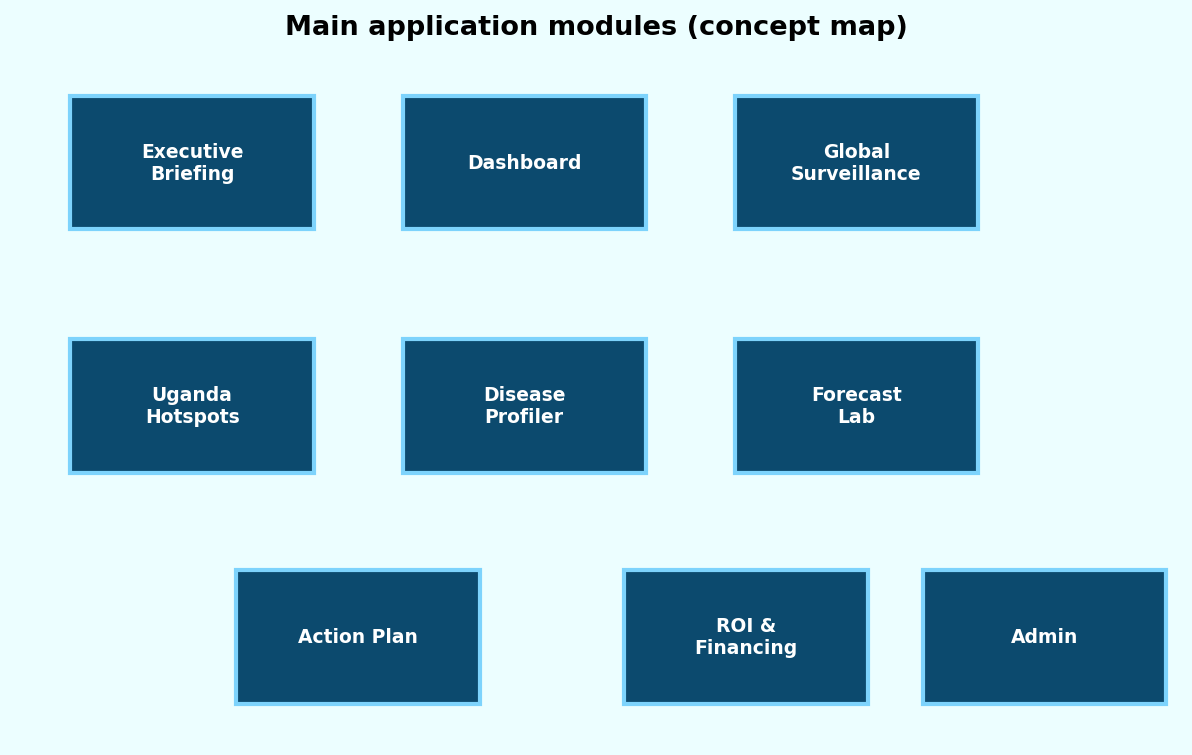 Main application modules (concept map)
Executive
Briefing
Dashboard
Global
Surveillance
Uganda
Hotspots
Disease
Profiler
Forecast
Lab
Action Plan
ROI &
Financing
Admin